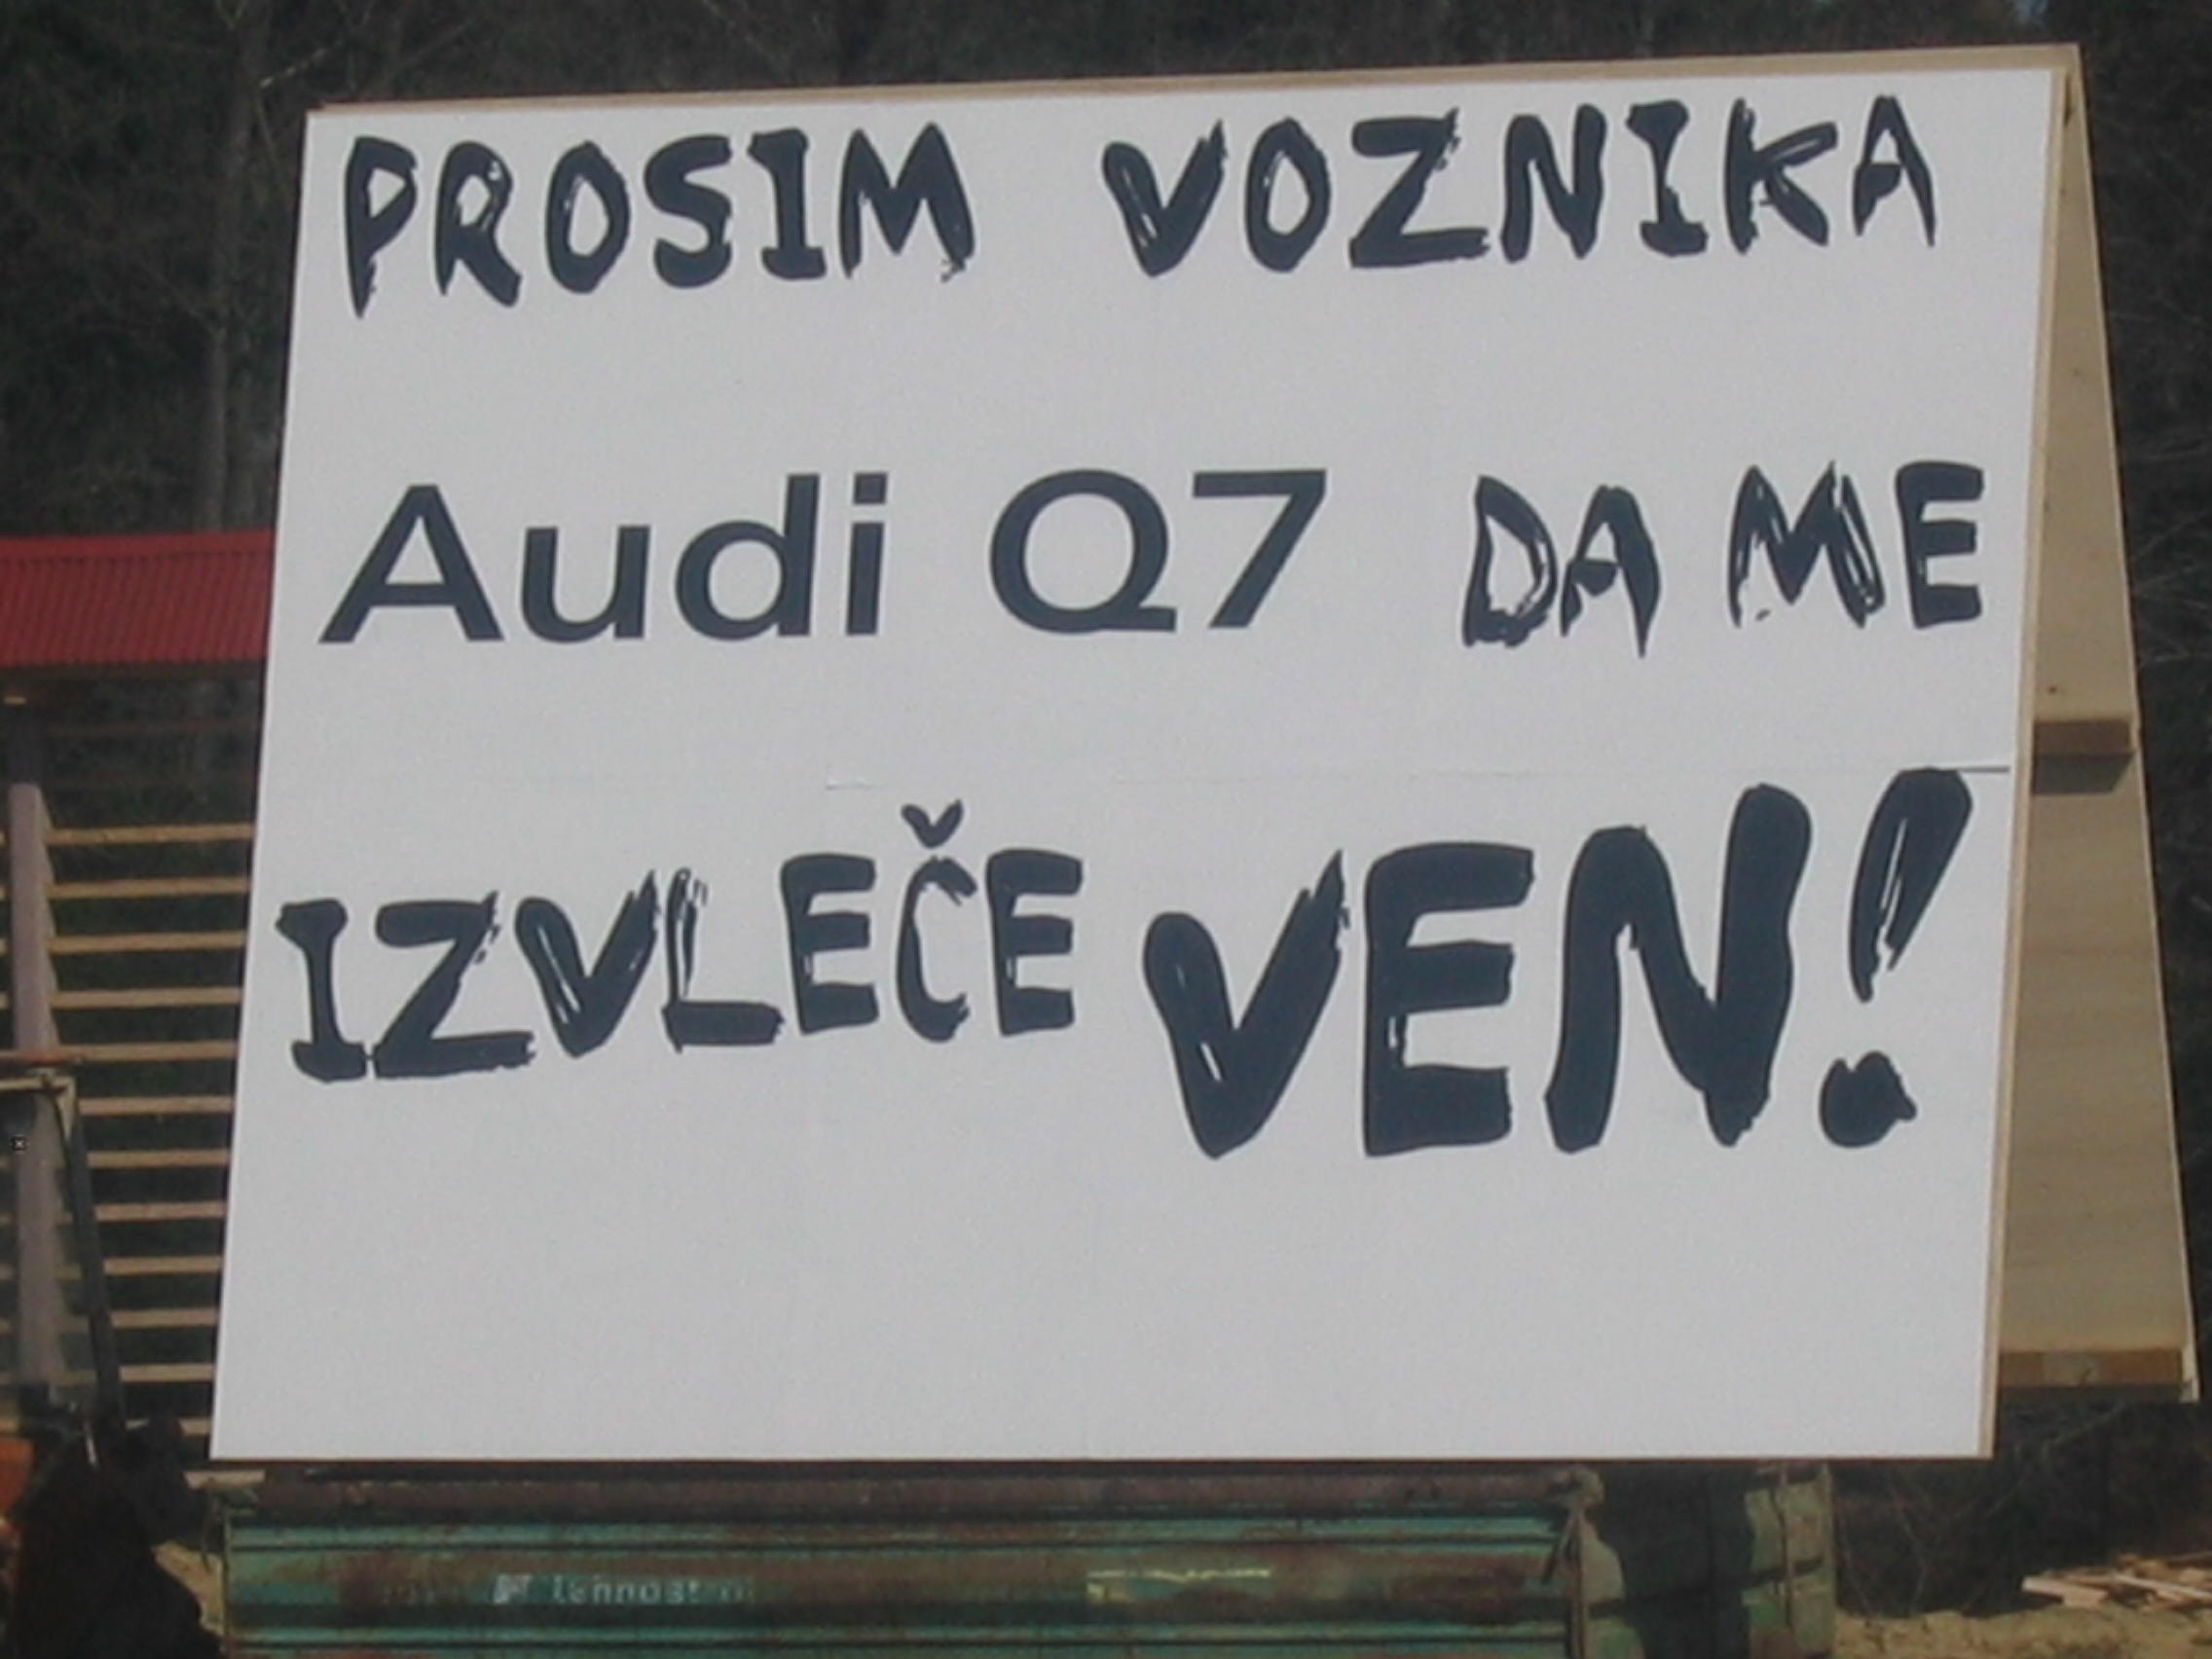 PROSIM VOZNIKA
Audi Q7 DA ME
IZVLEČE VEN!